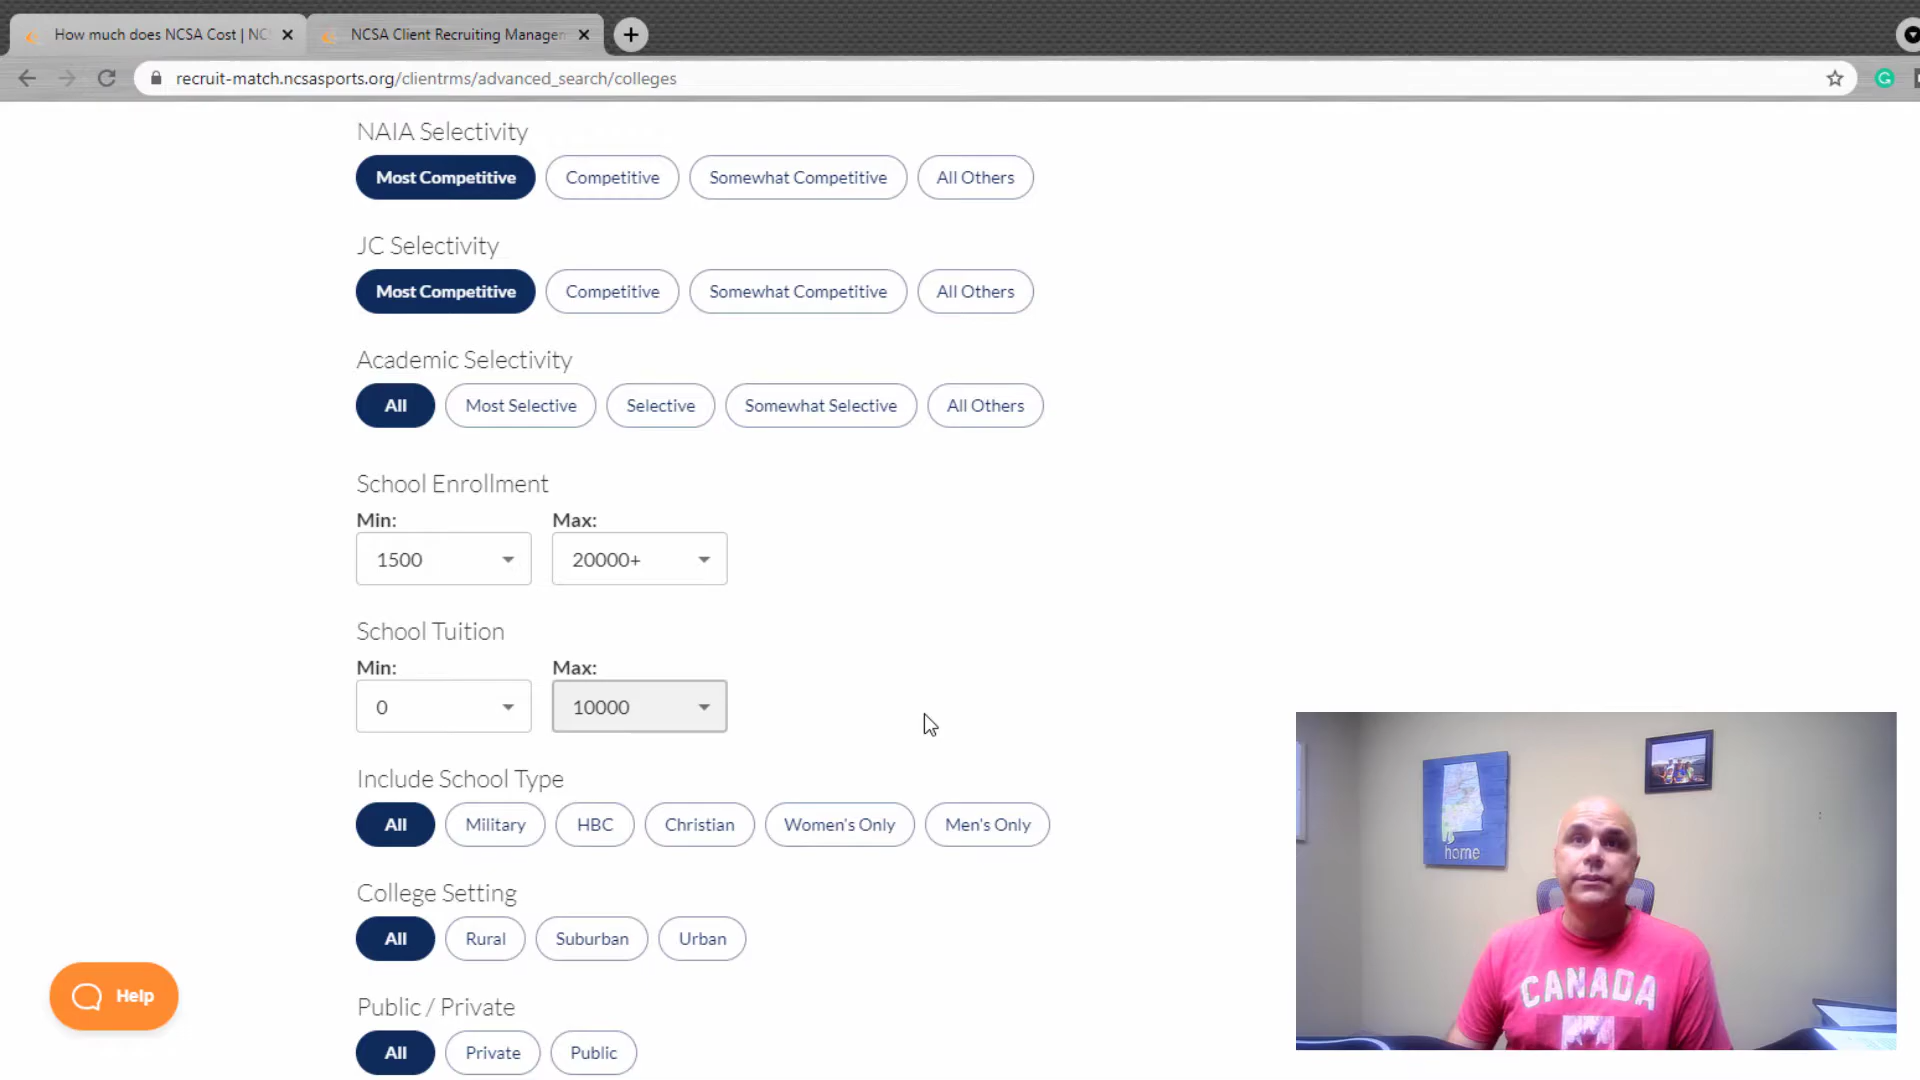 How much does NCSA Cost | NC
NCSA Client Recruiting Managem
recruit-match.ncsasports.org/clientrms/advanced_search/colleges
NAIA Selectivity
Most Competitive Competitive Somewhat Competitive All Others
JC Selectivity
Most Competitive Competitive Somewhat Competitive All Others
Academic Selectivity
All Most Selective Selective Somewhat Selective All Others
School Enrollment
Min: Max:
1500 20000+
School Tuition
Min: Max:
0 10000
Include School Type
All Military HBC Christian Women's Only Men's Only
College Setting
All Rural Suburban Urban
Help
Public / Private
All Private Public
home
CANADA